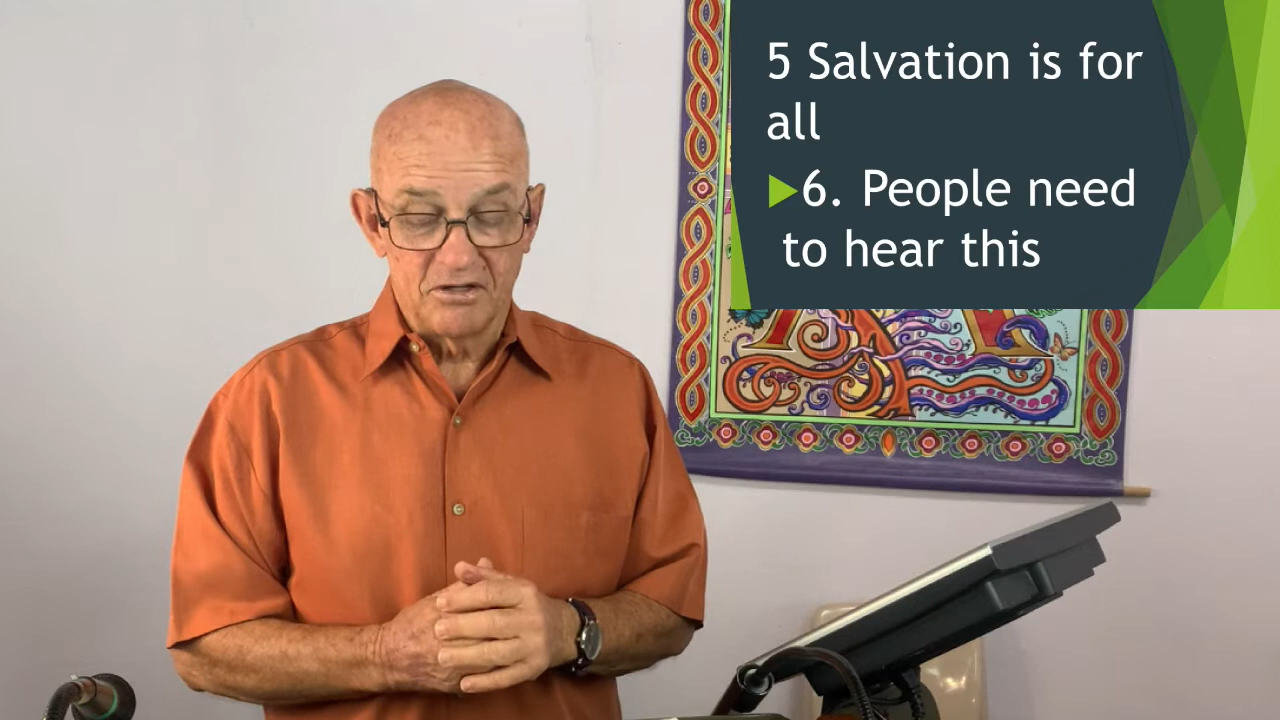 5 Salvation is for
all
6. People need
to hear this